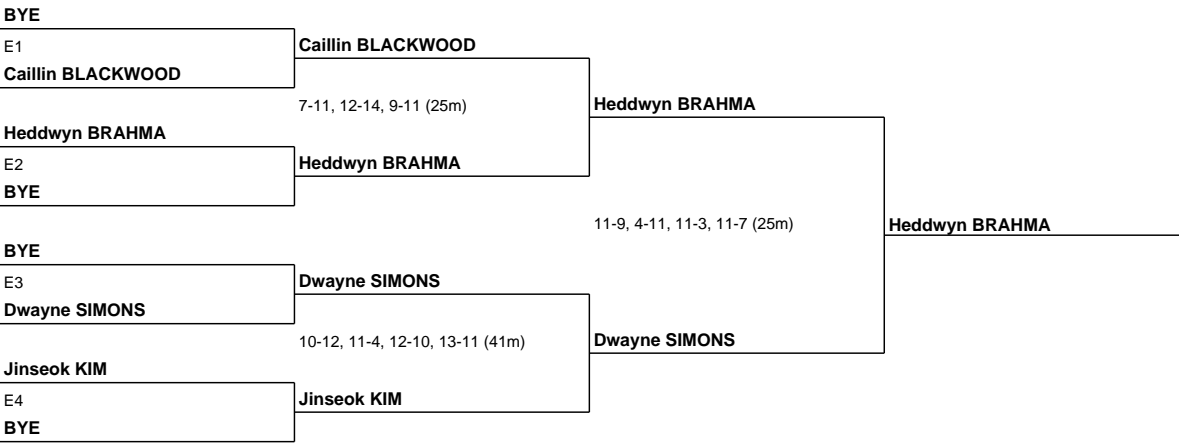 BYE
E1
Caillin BLACKWOOD
Caillin BLACKWOOD
7-11, 12-14, 9-11 (25m)
Heddwyn BRAHMA
Heddwyn BRAHMA
E2
Heddwyn BRAHMA
BYE
11-9, 4-11, 11-3, 11-7 (25m)
Heddwyn BRAHMA
BYE
E3
Dwayne SIMONS
Dwayne SIMONS
10-12, 11-4, 12-10, 13-11 (41m)
Dwayne SIMONS
Jinseok KIM
E4
Jinseok KIM
BYE